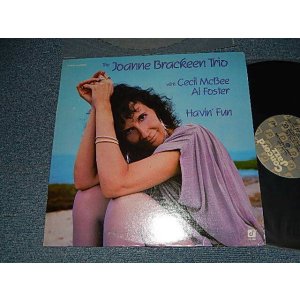 The Joanne Brackeen Trio
with Cecil McBee
Al Foster
Havin' Fun